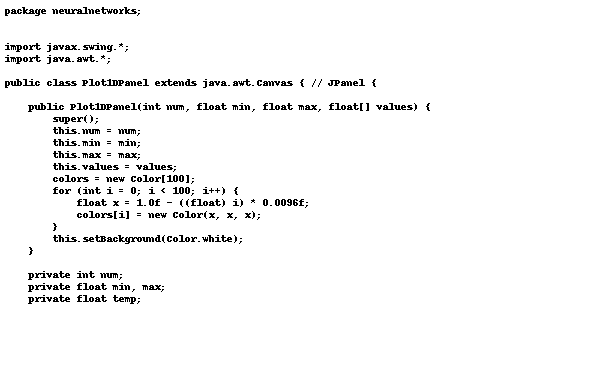 package neuralnetworks;
import javax.swing.*;
import java.awt.*;
public class Plot1DPanel extends java.awt.Canvas { // JPanel {
    public Plot1DPanel(int num, float min, float max, float[] values) {
        super();
        this.num = num;
        this.min = min;
        this.max = max;
        this.values = values;
        colors = new Color[100];
        for (int i = 0; i < 100; i++) {
            float x = 1.0f - ((float) i) * 0.0096f;
            colors[i] = new Color(x, x, x);
        }
        this.setBackground(Color.white);
    }
    private int num;
    private float min, max;
    private float temp;